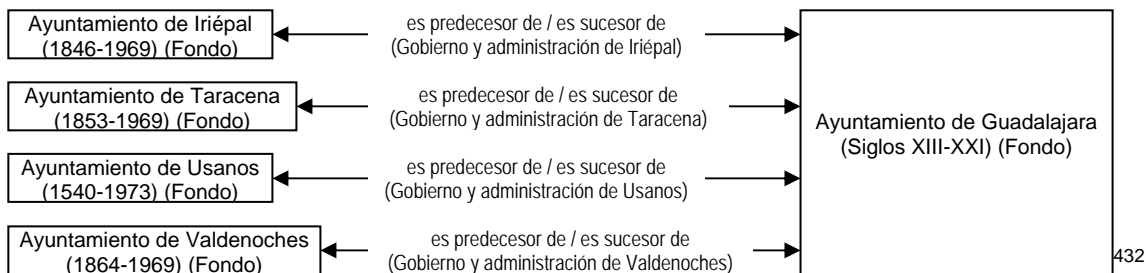 Ayuntamiento de Iriépal
(1846-1969) (Fondo)
es predecesor de / es sucesor de
(Gobierno y administración de Iriépal)
Ayuntamiento de Taracena
(1853-1969) (Fondo)
es predecesor de / es sucesor de
(Gobierno y administración de Taracena)
Ayuntamiento de Usanos
(1540-1973) (Fondo)
es predecesor de / es sucesor de
(Gobierno y administración de Usanos)
Ayuntamiento de Valdenoches
(1864-1969) (Fondo)
es predecesor de / es sucesor de
(Gobierno y administración de Valdenoches)
Ayuntamiento de Guadalajara
(Siglos XIII-XXI) (Fondo)
432